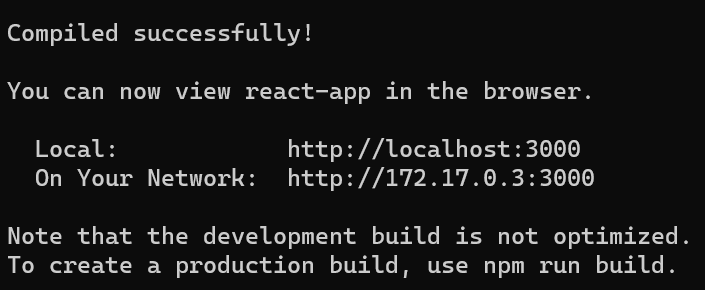 Compiled successfully!
You can now view react-app in the browser.
Local: http://localhost:3000
On Your Network: http://172.17.0.3:3000
Note that the development build is not optimized.
To create a production build, use npm run build.